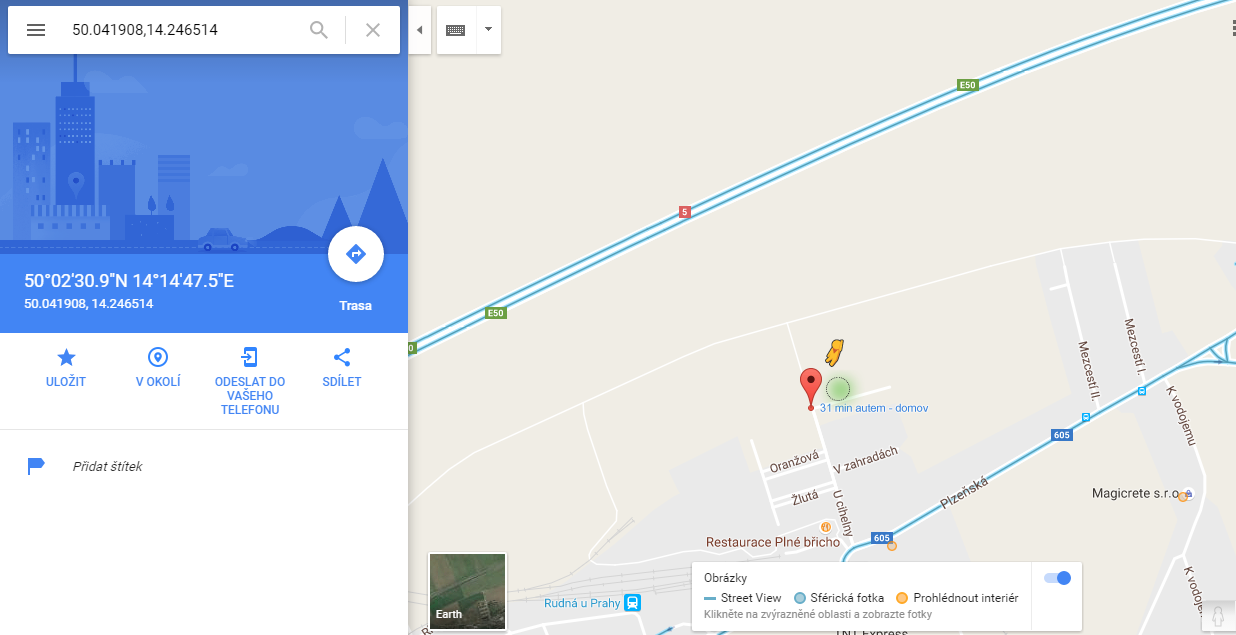 50.041908,14.246514
50°02'30.9"N 14°14'47.5"E
50.041908, 14.246514
Trasa
ULOŽIT
V OKOLÍ
ODESLAT DO
VAŠEHO
TELEFONU
SDÍLET
Přidat štítek
E50
5
E50
0
31 min autem - domov
Mezcestí I.
Mezcestí II.
K vodojemu
605
Oranžová
V zahradách
Žlutá
U cihelny
Plzeňská
Magicrete s.r.o
605
Restaurace Plné břicho
K vodojemu
Earth
Rudná u Prahy
Obrázky
Street View
Sférická fotka
Prohlédnout interiér
Klikněte na zvýrazněné oblasti a zobrazte fotky
TNT Express